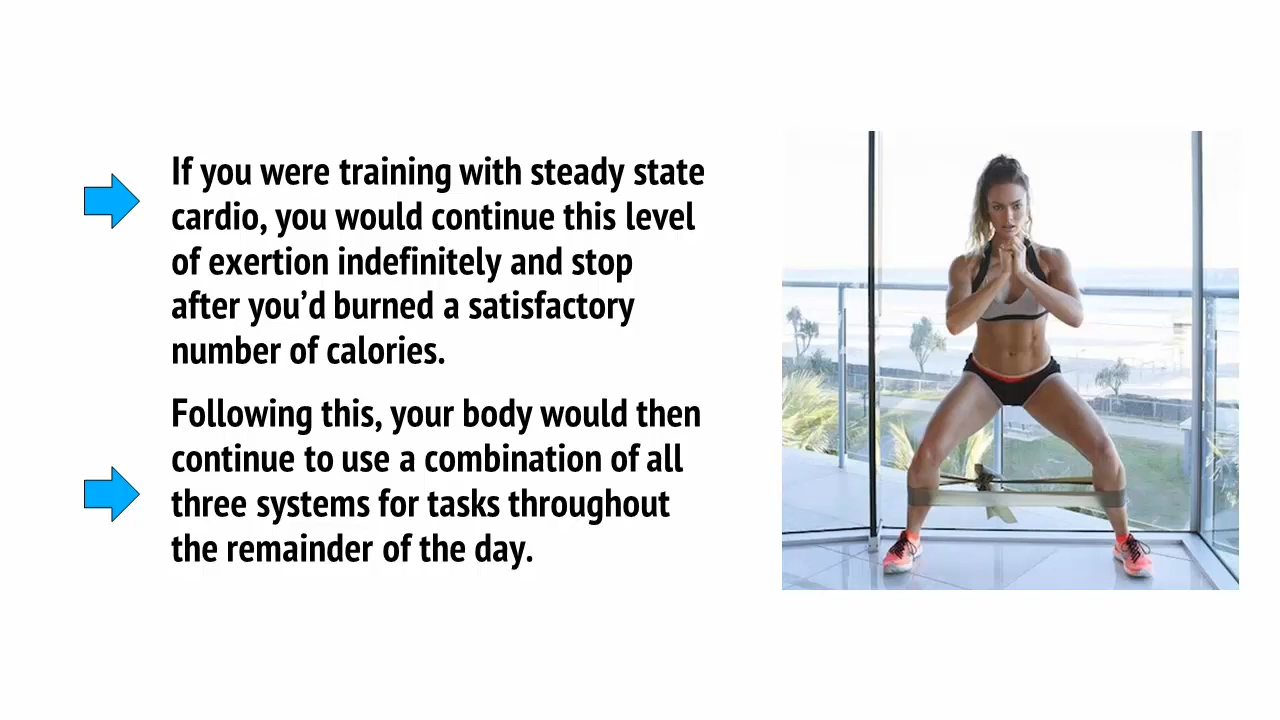 If you were training with steady state
cardio, you would continue this level
of exertion indefinitely and stop
after you’d burned a satisfactory
number of calories.
Following this, your body would then
continue to use a combination of all
three systems for tasks throughout
the remainder of the day.